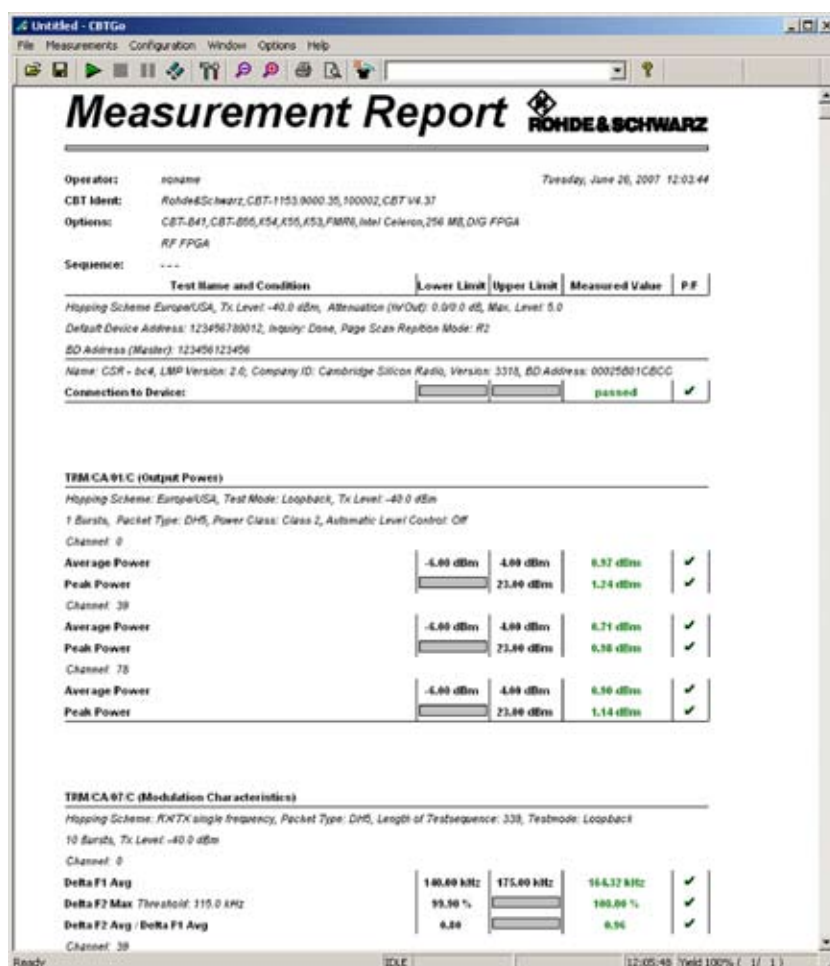 Untitled - CBTGo
File Measurements Configuration Window Options Help
Measurement Report ROHDE&SCHWARZ
Operator: noname Tuesday, June 26, 2007 12:03:44
CBT Ident: Rohde&Schwarz,CBT-1153.9000.35,100002,CBT V4.37
Options: CBT-B41,CBT-B55,K54,K55,K53,FMR6,Intel Celeron,256 MB,DIG FPGA
RF FPGA
Sequence: ---
Test Name and Condition Lower Limit Upper Limit Measured Value P/F
Hopping Scheme Europe/USA, Tx Level: -40.0 dBm, Attenuation (In/Out): 0.0/0.0 dB, Max. Level: 5.0
Default Device Address: 123456789012, Inquiry: Done, Page Scan Repition Mode: R2
BD Address (Master): 123456123456
Name: CSR - bc4, LMP Version: 2.0, Company ID: Cambridge Silicon Radio, Version: 3318, BD Address: 00025B01CBCC
Connection to Device: passed ✔
TRM/CA/01/C (Output Power)
Hopping Scheme: Europe/USA, Test Mode: Loopback, Tx Level: -40.0 dBm
1 Bursts, Packet Type: DH5, Power Class: Class 2, Automatic Level Control: Off
Channel: 0
Average Power -6.00 dBm 4.00 dBm 0.97 dBm ✔
Peak Power 23.00 dBm 1.24 dBm ✔
Channel: 39
Average Power -6.00 dBm 4.00 dBm 0.71 dBm ✔
Peak Power 23.00 dBm 0.98 dBm ✔
Channel: 78
Average Power -6.00 dBm 4.00 dBm 0.90 dBm ✔
Peak Power 23.00 dBm 1.14 dBm ✔
TRM/CA/07/C (Modulation Characteristics)
Hopping Scheme: RX/TX single frequency, Packet Type: DH5, Length of Testsequence: 339, Testmode: Loopback
10 Bursts, Tx Level: -40.0 dBm
Channel: 0
Delta F1 Avg 140.00 kHz 175.00 kHz 164.32 kHz ✔
Delta F2 Max Threshold: 115.0 kHz 99.90 % 100.00 % ✔
Delta F2 Avg / Delta F1 Avg 0.80 0.96 ✔
Channel: 39
Ready IDLE 12:05:48 Yield 100% ( 1/ 1 )